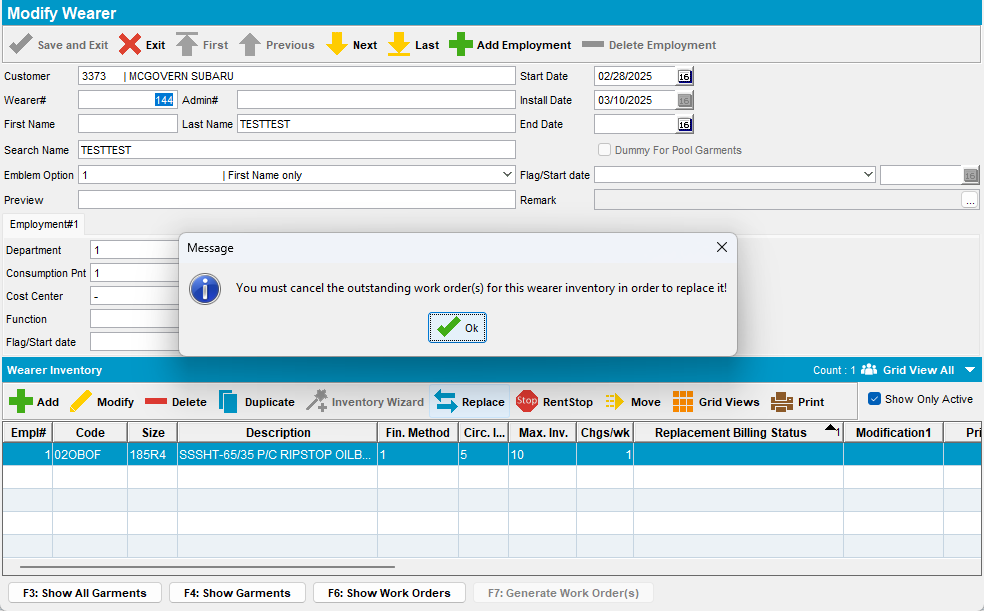 Modify Wearer
Save and Exit Exit First Previous Next Last Add Employment Delete Employment
Customer 3373 | MCGOVERN SUBARU Start Date 02/28/2025 16
Wearer# 144 Admin# Install Date 03/10/2025 16
First Name Last Name TESTTEST End Date 16
Search Name TESTTEST Dummy For Pool Garments
Emblem Option 1 | First Name only Flag/Start date 16
Preview Remark ...
Employment#1
Department 1
Consumption Pnt 1
Cost Center -
Function
Flag/Start date
Message
You must cancel the outstanding work order(s) for this wearer inventory in order to replace it!
Ok
Wearer Inventory Count : 1 Grid View All
Add Modify Delete Duplicate Inventory Wizard Replace Stop RentStop Move Grid Views Print Show Only Active
Empl# Code Size Description Fin. Method Circ. I... Max. Inv. Chgs/wk Replacement Billing Status 1 Modification1 Pri
1 02OBOF 185R4 SSSHT-65/35 P/C RIPSTOP OILB... 1 5 10 1
F3: Show All Garments F4: Show Garments F6: Show Work Orders F7: Generate Work Order(s)